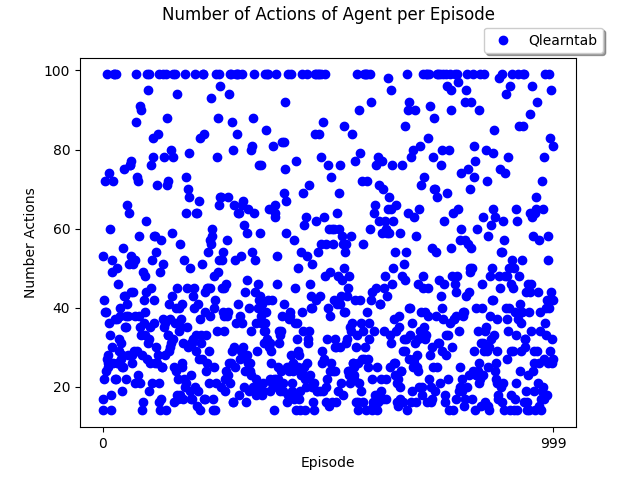 Number of Actions of Agent per Episode
Qlearntab
100
80
60
40
20
Number Actions
0
999
Episode